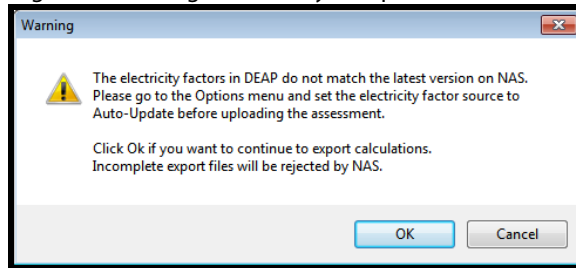 Warning
The electricity factors in DEAP do not match the latest version on NAS.
Please go to the Options menu and set the electricity factor source to
Auto-Update before uploading the assessment.
Click Ok if you want to continue to export calculations.
Incomplete export files will be rejected by NAS.
OK
Cancel